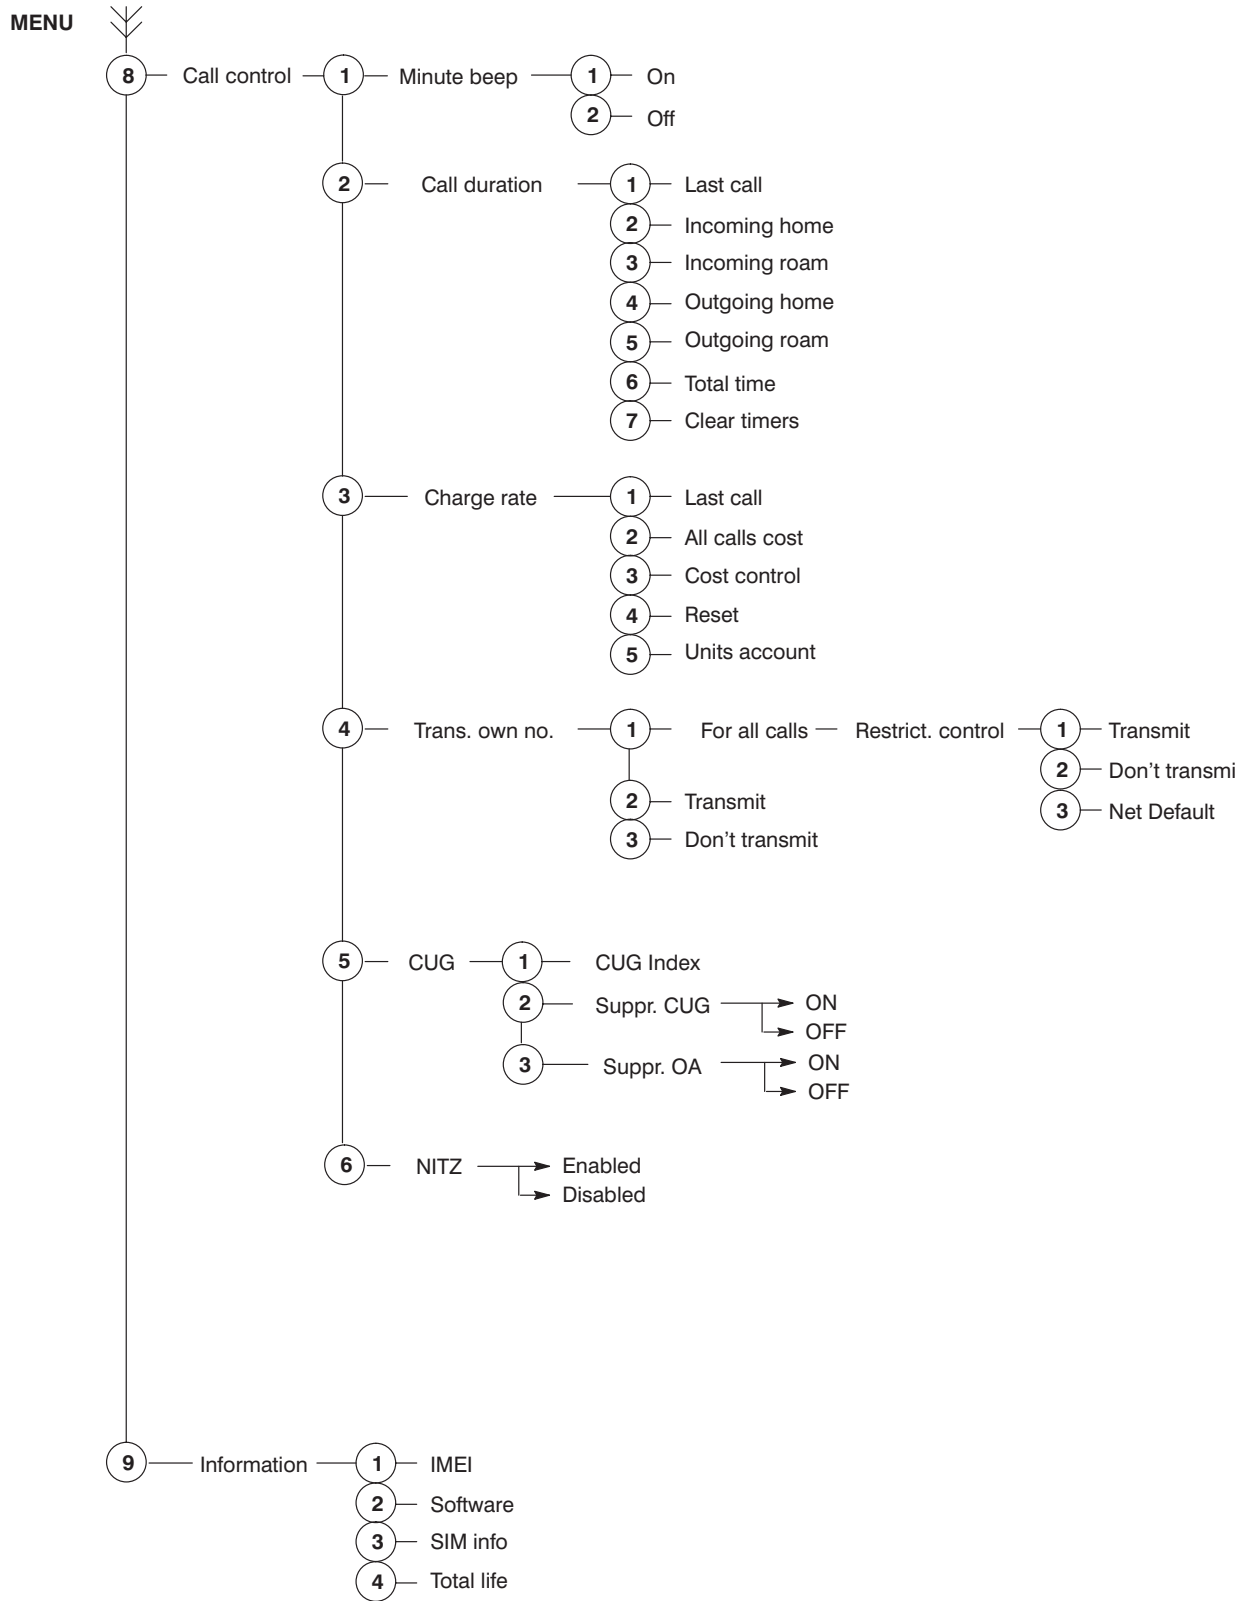 MENU
8 Call control 1 Minute beep 1 On
2 Off
2 Call duration 1 Last call
2 Incoming home
3 Incoming roam
4 Outgoing home
5 Outgoing roam
6 Total time
7 Clear timers
3 Charge rate 1 Last call
2 All calls cost
3 Cost control
4 Reset
5 Units account
4 Trans. own no. 1 For all calls Restrict. control 1 Transmit
2 Don't transmi
3 Net Default
2 Transmit
3 Don't transmit
5 CUG 1 CUG Index
2 Suppr. CUG ON
OFF
3 Suppr. OA ON
OFF
6 NITZ Enabled
Disabled
9 Information 1 IMEI
2 Software
3 SIM info
4 Total life